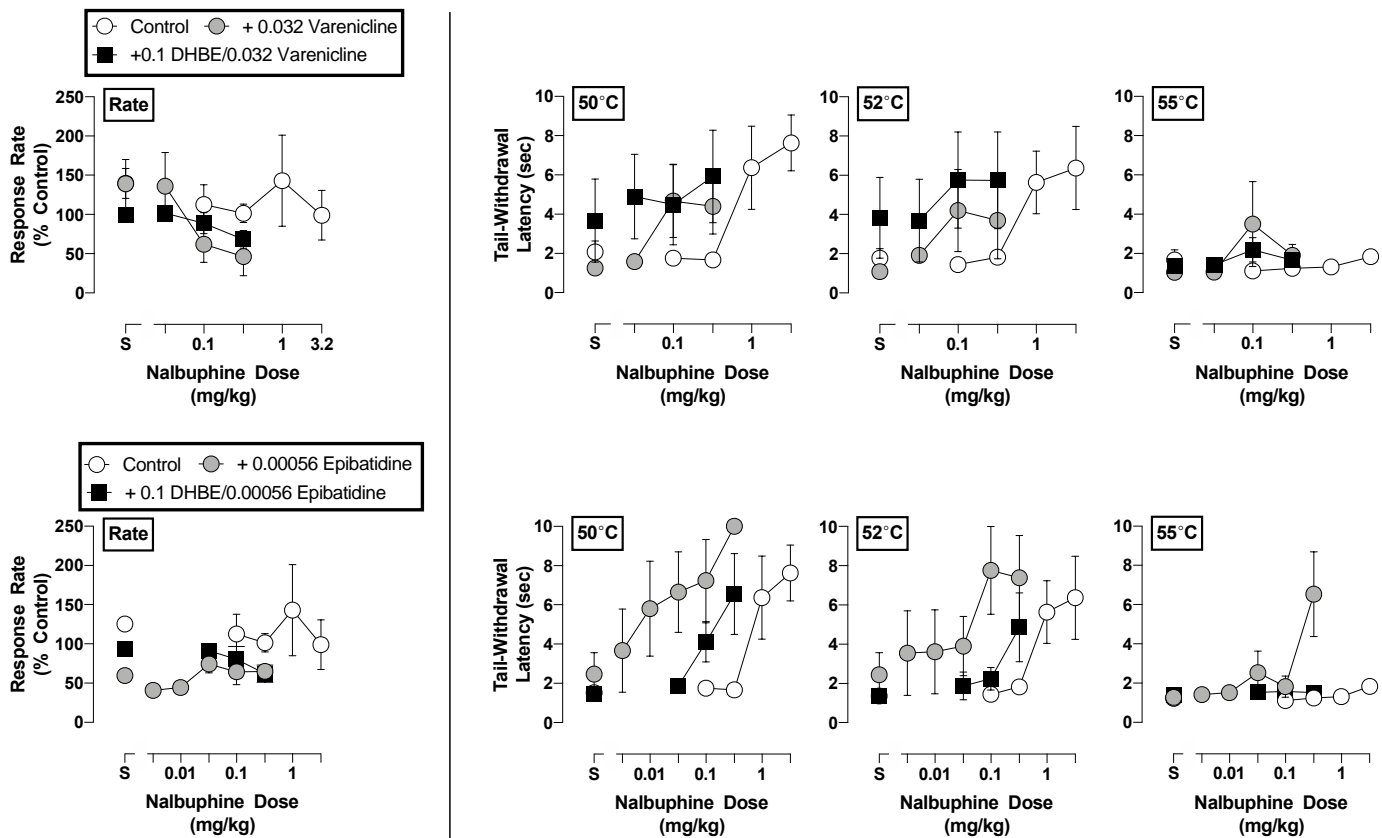 Control + 0.032 Varenicline
+0.1 DHBE/0.032 Varenicline
Rate
250
200
150
100
50
0
Response Rate
(% Control)
S 0.1 1 3.2
Nalbuphine Dose
(mg/kg)
50°C
10
8
6
4
2
0
Tail-Withdrawal
Latency (sec)
S 0.1 1
Nalbuphine Dose
(mg/kg)
52°C
10
8
6
4
2
0
S 0.1 1
Nalbuphine Dose
(mg/kg)
55°C
10
8
6
4
2
0
S 0.1 1
Nalbuphine Dose
(mg/kg)
Control + 0.00056 Epibatidine
+ 0.1 DHBE/0.00056 Epibatidine
Rate
250
200
150
100
50
0
Response Rate
(% Control)
S 0.01 0.1 1
Nalbuphine Dose
(mg/kg)
50°C
10
8
6
4
2
0
Tail-Withdrawal
Latency (sec)
S 0.01 0.1 1
Nalbuphine Dose
(mg/kg)
52°C
10
8
6
4
2
0
S 0.01 0.1 1
Nalbuphine Dose
(mg/kg)
55°C
10
8
6
4
2
0
S 0.01 0.1 1
Nalbuphine Dose
(mg/kg)